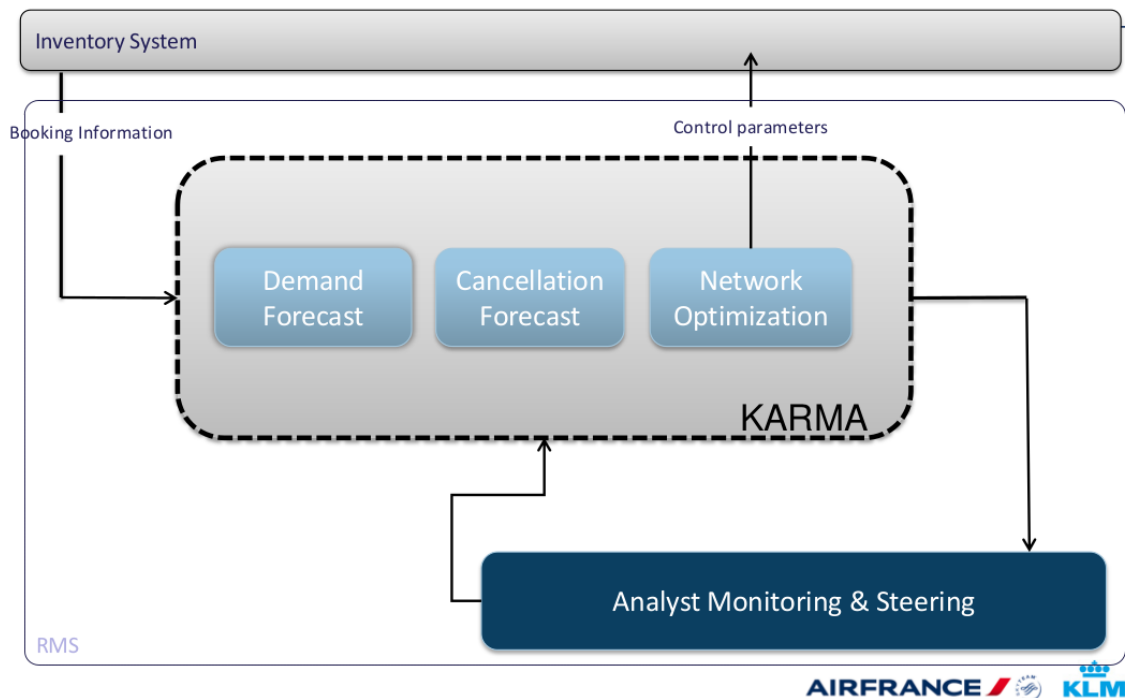 Inventory System
Booking Information
Control parameters
Demand
Forecast
Cancellation
Forecast
Network
Optimization
KARMA
Analyst Monitoring & Steering
RMS
AIRFRANCE
KLM